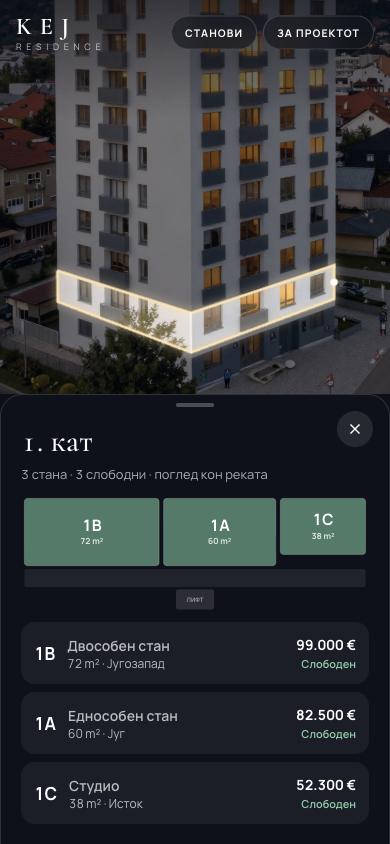 KEJ
RESIDENCE
СТАНОВИ
ЗА ПРОЕКТОТ
1. кат
3 стана · 3 слободни · поглед кон реката
1B
72 m²
1A
60 m²
1C
38 m²
ЛИФТ
1B
Двособен стан
72 m² · Југозапад
99.000 €
Слободен
1A
Еднособен стан
60 m² · Југ
82.500 €
Слободен
1C
Студио
38 m² · Исток
52.300 €
Слободен